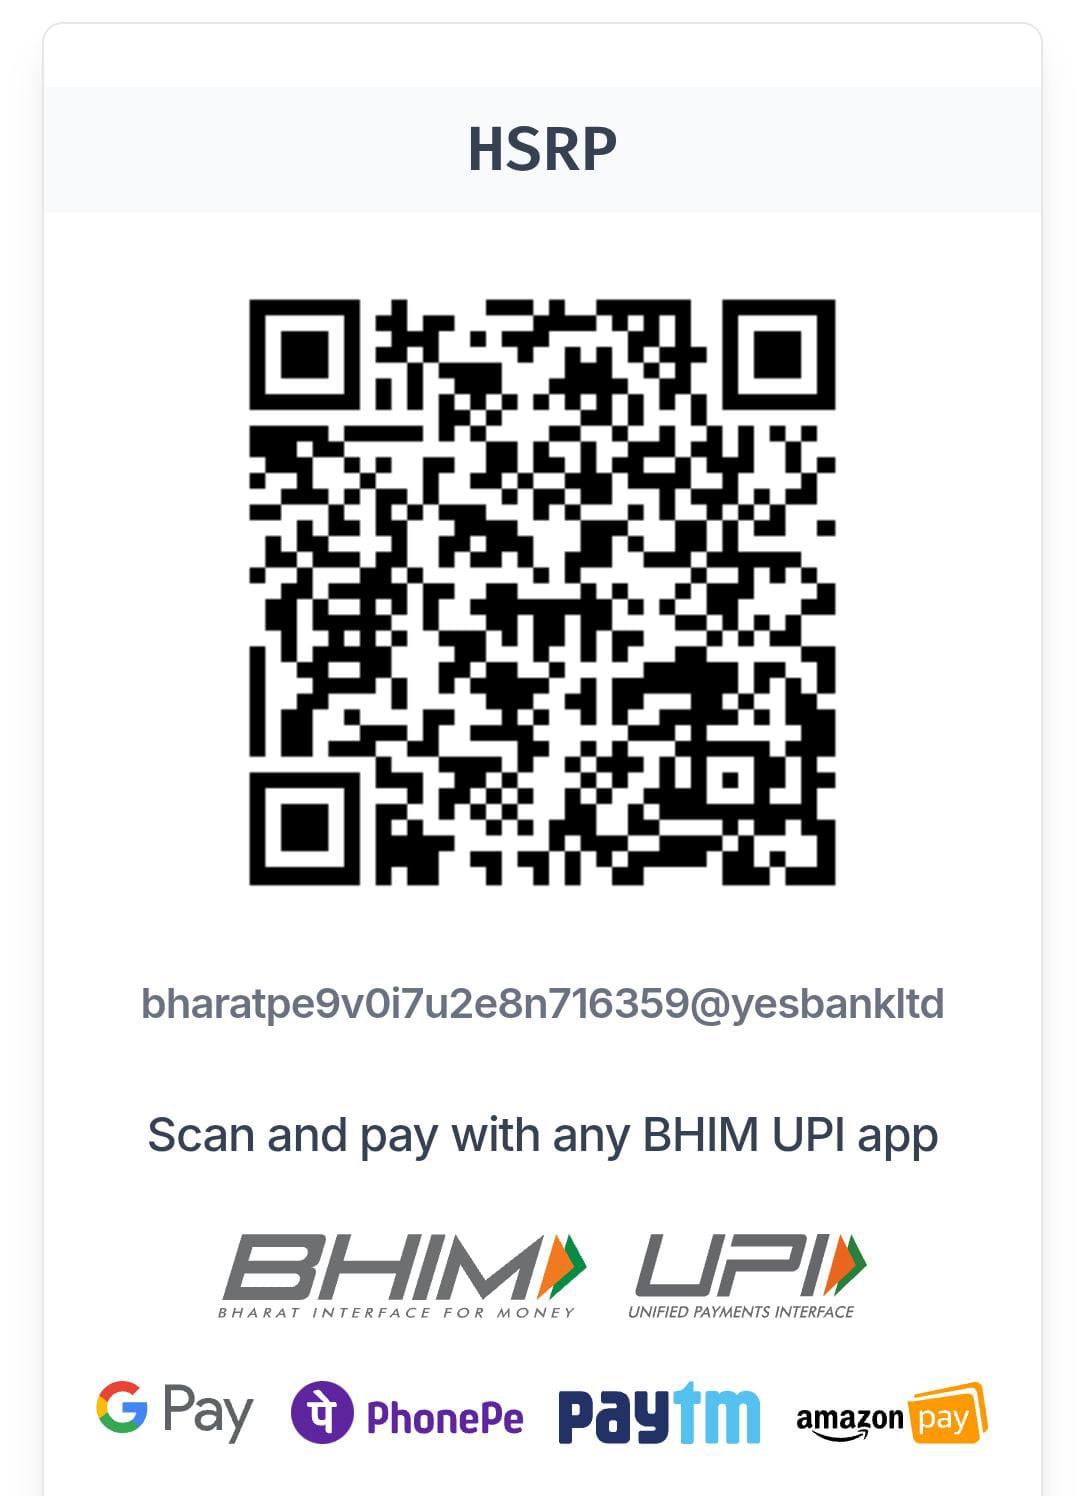 HSRP
bharatpe9v0i7u2e8n716359@yesbankltd
Scan and pay with any BHIM UPI app
BHIM UPI
BHARAT INTERFACE FOR MONEY UNIFIED PAYMENTS INTERFACE
G Pay पे PhonePe paytm amazon pay